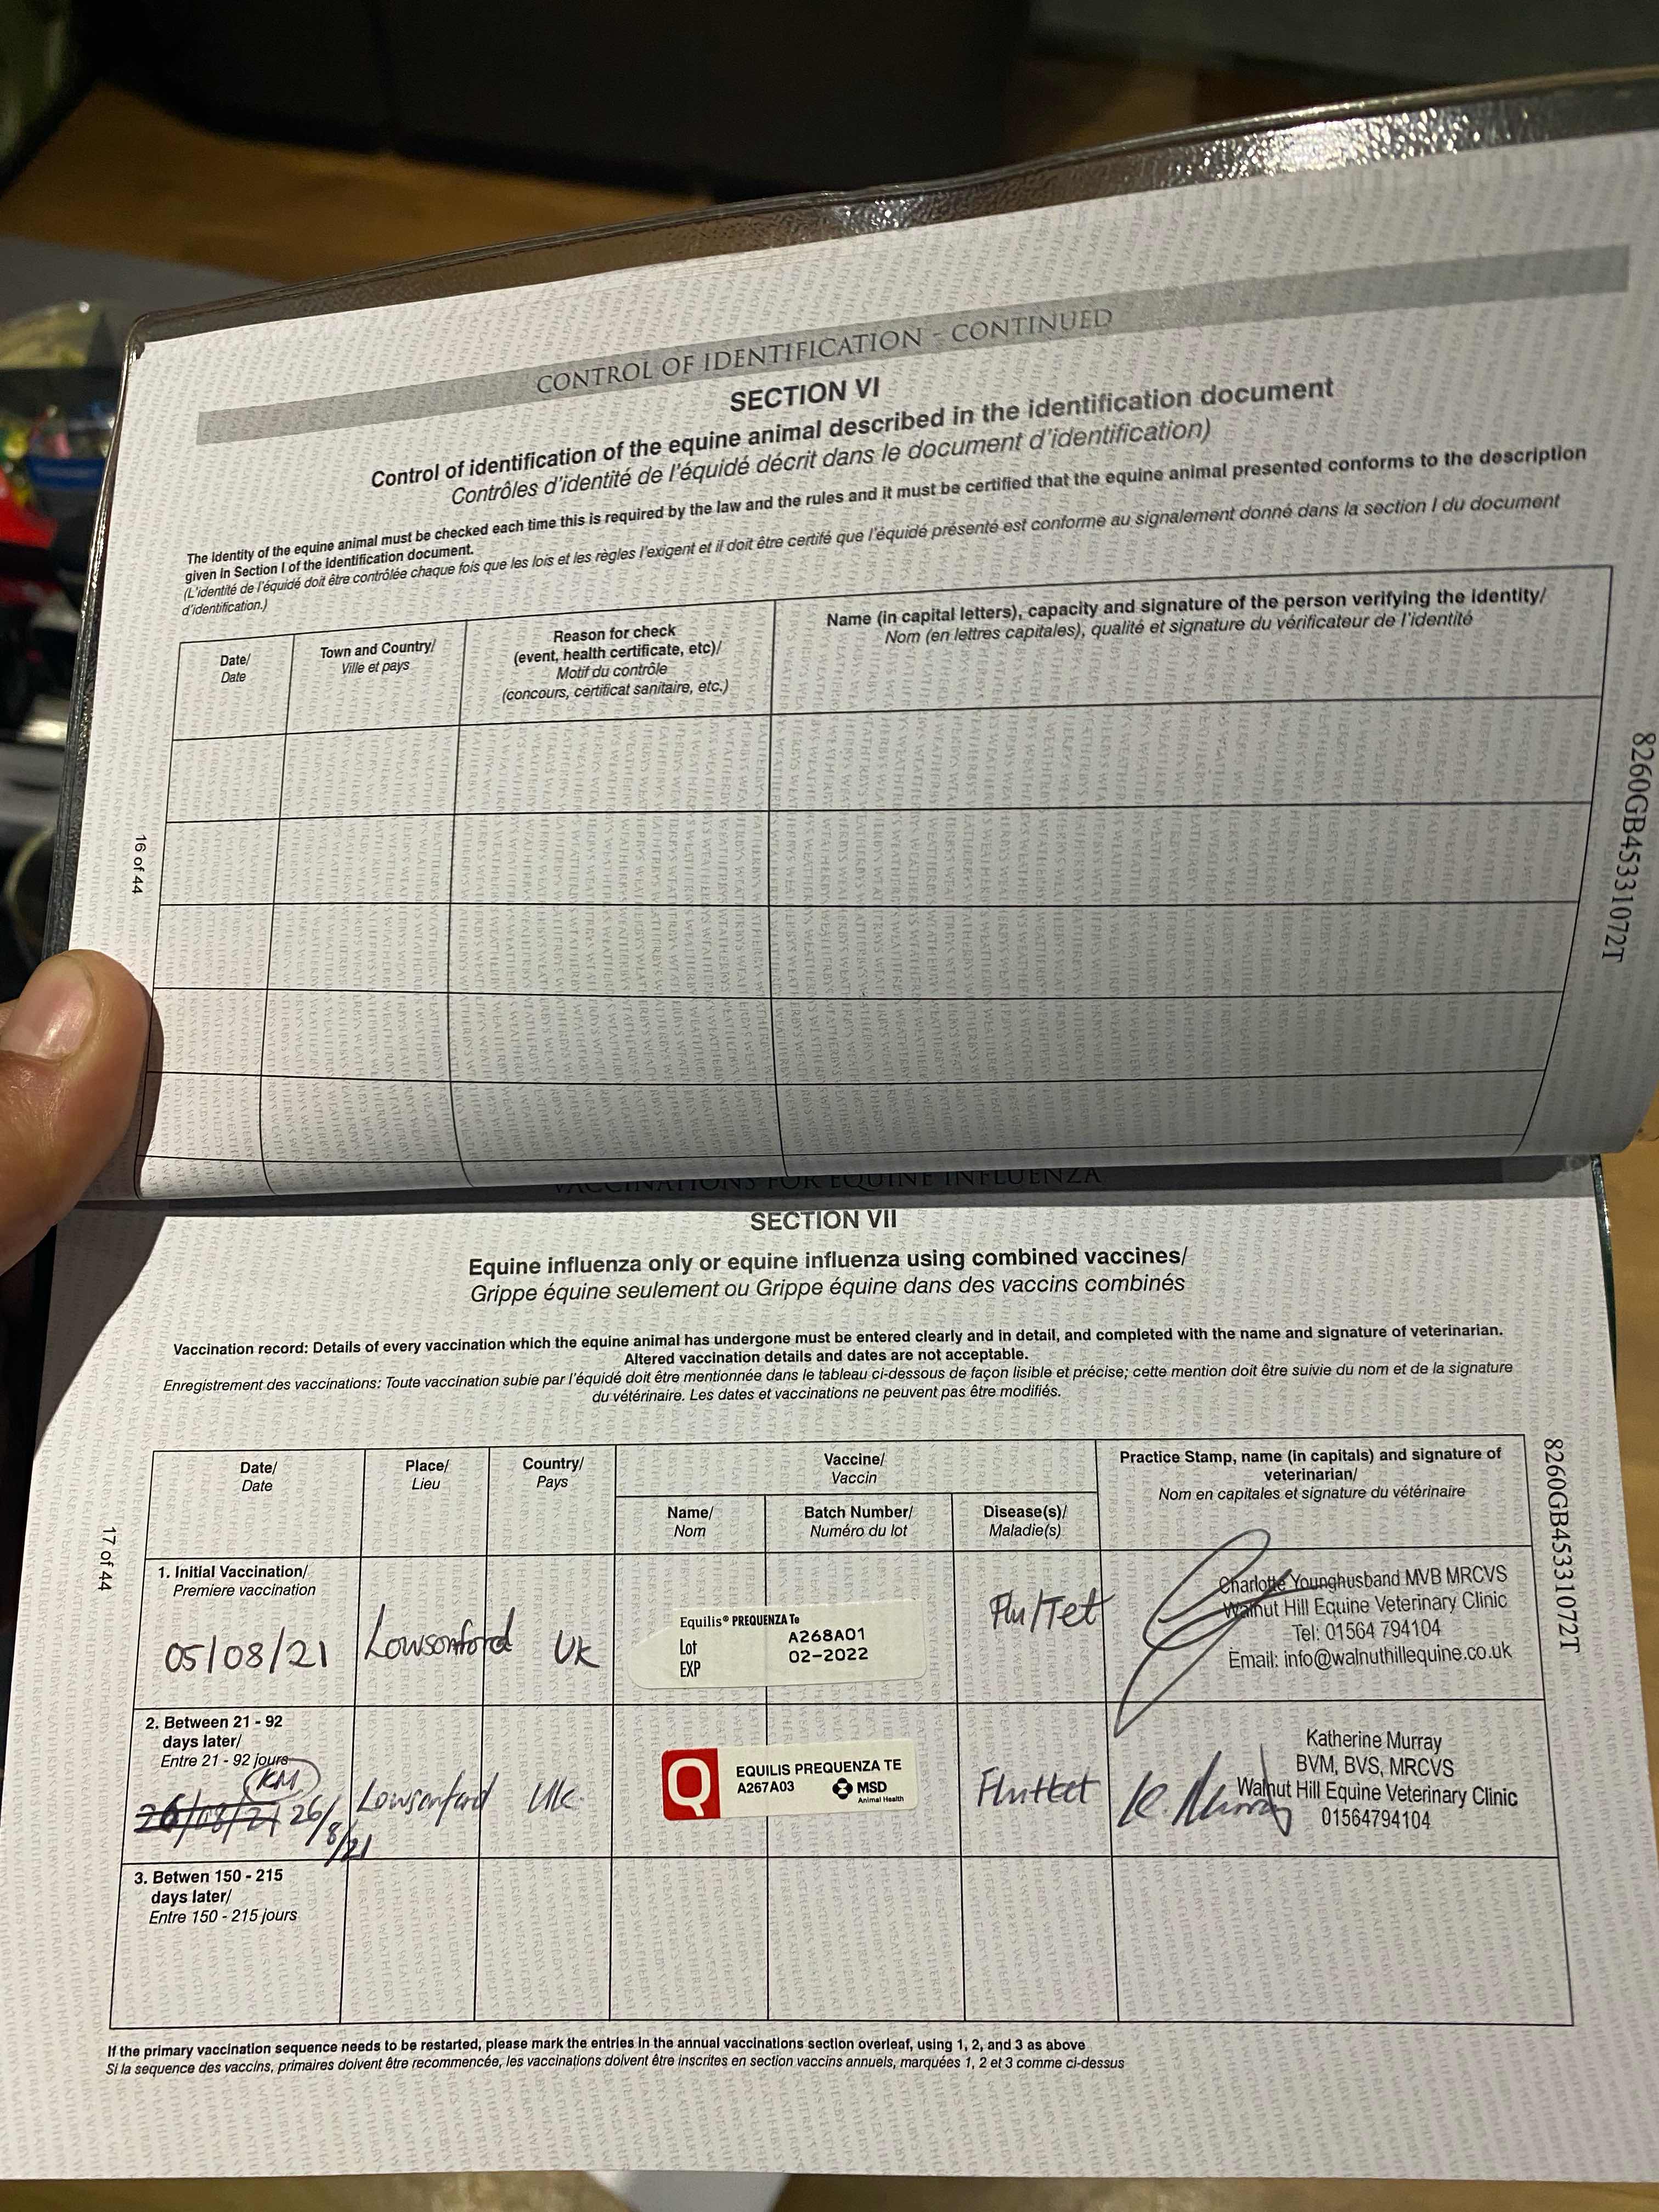 CONTROL OF IDENTIFICATION - CONTINUED
SECTION VI
Control of identification of the equine animal described in the identification document
Contrôles d'identité de l'équidé décrit dans le document d'identification)
The Identity of the equine animal must be checked each time this is required by the law and the rules and it must be certified that the equine animal presented conforms to the description
given in Section I of the identification document.
(L'identité de l'équidé doit être contrôlée chaque fois que les lois et les règles l'exigent et il doit être certifé que l'équidé présenté est conforme au signalement donné dans la section I du document
d'identification.)
Date/
Date
Town and Country/
Ville et pays
Reason for check
(event, health certificate, etc)/
Motif du contrôle
(concours, certificat sanitaire, etc.)
Name (in capital letters), capacity and signature of the person verifying the identity/
Nom (en lettres capitales), qualité et signature du vérificateur de l'identité
16 of 44
8260GB45331072T
VACCINATIONS FOR EQUINE INFLUENZA
SECTION VII
Equine influenza only or equine influenza using combined vaccines/
Grippe équine seulement ou Grippe équine dans des vaccins combinés
Vaccination record: Details of every vaccination which the equine animal has undergone must be entered clearly and in detail, and completed with the name and signature of veterinarian.
Altered vaccination details and dates are not acceptable.
Enregistrement des vaccinations: Toute vaccination subie par l'équidé doit être mentionnée dans le tableau ci-dessous de façon lisible et précise; cette mention doit être suivie du nom et de la signature
du vétérinaire. Les dates et vaccinations ne peuvent pas être modifiés.
Date/
Date
Place/
Lieu
Country/
Pays
Vaccine/
Vaccin
Name/
Nom
Batch Number/
Numéro du lot
Disease(s)/
Maladie(s)
Practice Stamp, name (in capitals) and signature of
veterinarian/
Nom en capitales et signature du vétérinaire
1. Initial Vaccination/
Premiere vaccination
05/08/21
Lowsonford
UK
Equilis® PREQUENZA Te
Lot A268A01
EXP 02-2022
Flu/Tet
Charlotte Younghusband MVB MRCVS
Walnut Hill Equine Veterinary Clinic
Tel: 01564 794104
Email: info@walnuthillequine.co.uk
2. Between 21 - 92
days later/
Entre 21 - 92 jours
KM
26/08/21 26/8/21
Lowsonford
UK.
Q
EQUILIS PREQUENZA TE
A267A03
MSD
Animal Health
Flu+tet
K. Murray
Katherine Murray
BVM, BVS, MRCVS
Walnut Hill Equine Veterinary Clinic
01564794104
3. Betwen 150 - 215
days later/
Entre 150 - 215 jours
17 of 44
8260GB45331072T
If the primary vaccination sequence needs to be restarted, please mark the entries in the annual vaccinations section overleaf, using 1, 2, and 3 as above
Si la sequence des vaccins, primaires doivent être recommencée, les vaccinations doivent être inscrites en section vaccins annuels, marquées 1, 2 et 3 comme ci-dessus